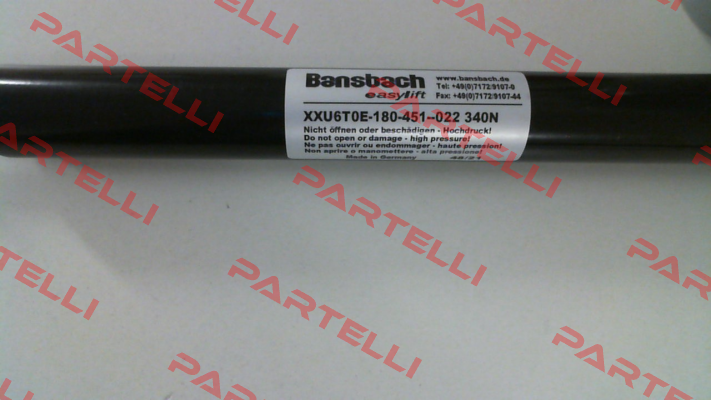 Bansbach
easylift
www.bansbach.de
Tel: +49(0)7172/9107-0
Fax: +49(0)7172/9107-44
XXU6T0E-180-451--022 340N
Nicht öffnen oder beschädigen - Hochdruck!
Do not open or damage - high pressure!
Ne pas ouvrir ou endommager - haute pression!
Non aprire o manomettere - alta pressione!
Made in Germany
PARTELLI
PARTELLI
PARTELLI
PARTELLI
PARTELLI
PARTELLI
PARTELLI
PARTELLI